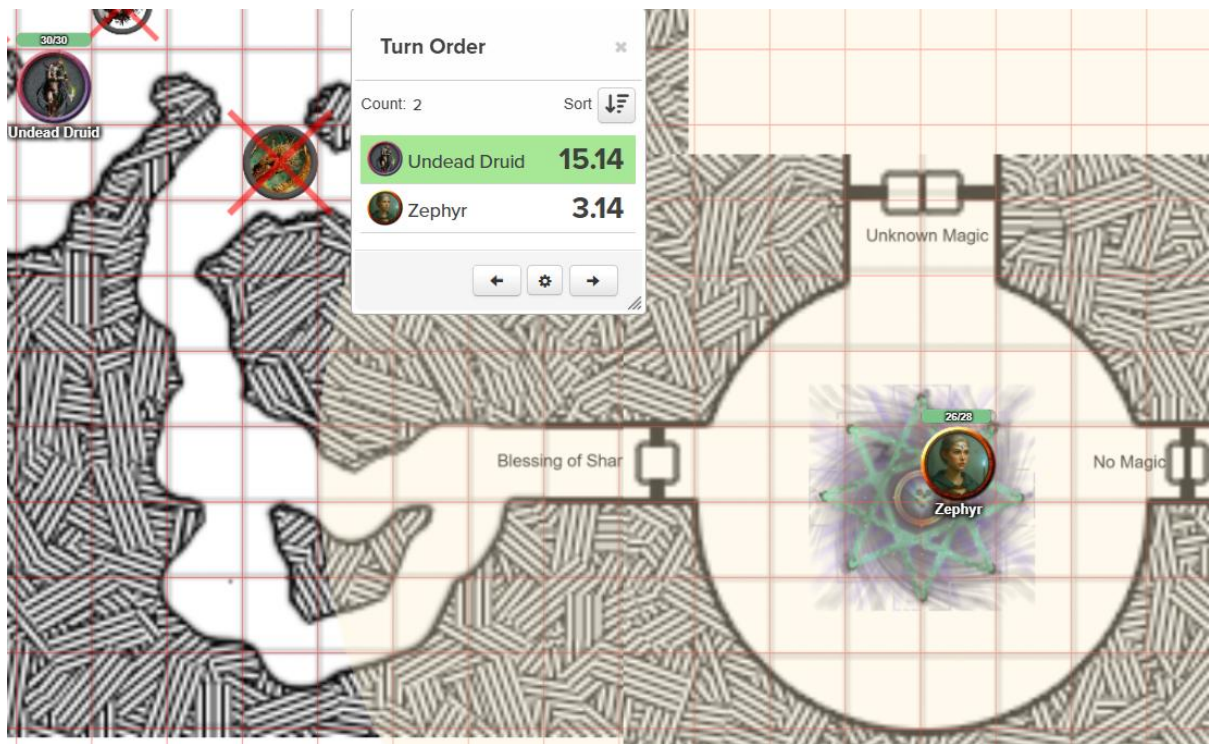 30/30
Undead Druid
Turn Order
Count: 2
Sort
Undead Druid 15.14
Zephyr 3.14
Unknown Magic
Blessing of Shar
No Magic
26/28
Zephyr